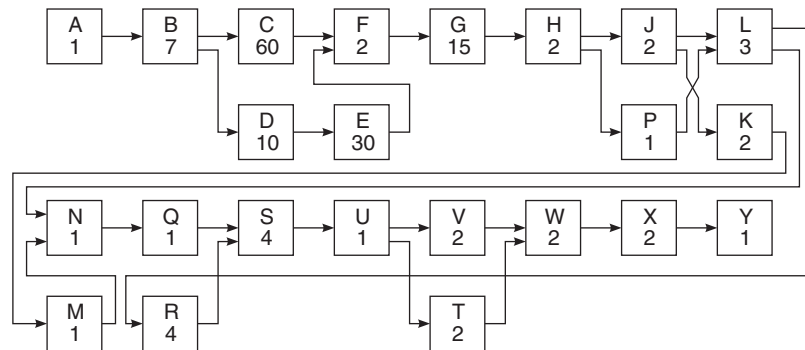 A B C F G H J L
1 7 60 2 15 2 2 3
D E P K
10 30 1 2
N Q S U V W X Y
1 1 4 1 2 2 2 1
M R T
1 4 2